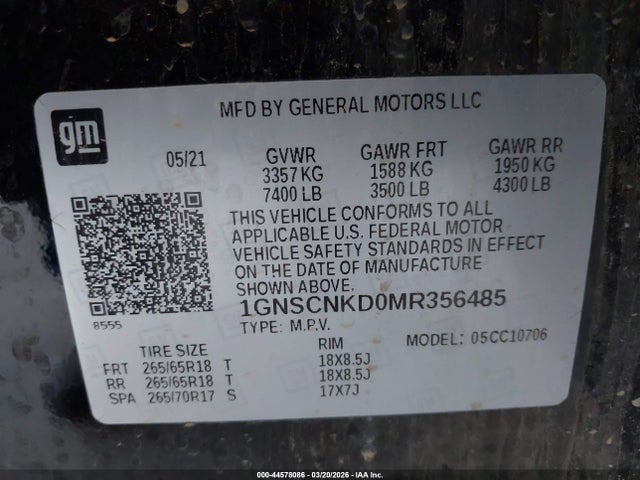 MFD BY GENERAL MOTORS LLC
gm
05/21 GVWR GAWR FRT GAWR RR
3357 KG 1588 KG 1950 KG
7400 LB 3500 LB 4300 LB
THIS VEHICLE CONFORMS TO ALL
APPLICABLE U.S. FEDERAL MOTOR
VEHICLE SAFETY STANDARDS IN EFFECT
ON THE DATE OF MANUFACTURE
SHOWN ABOVE.
8555
1GNSCNKD0MR356485
TYPE: M.P.V. MODEL: 05CC10706
TIRE SIZE RIM
FRT 265/65R18 T 18X8.5J
RR 265/65R18 T 18X8.5J
SPA 265/70R17 S 17X7J
000-44578086 | 03/20/2026 | IAA Inc.